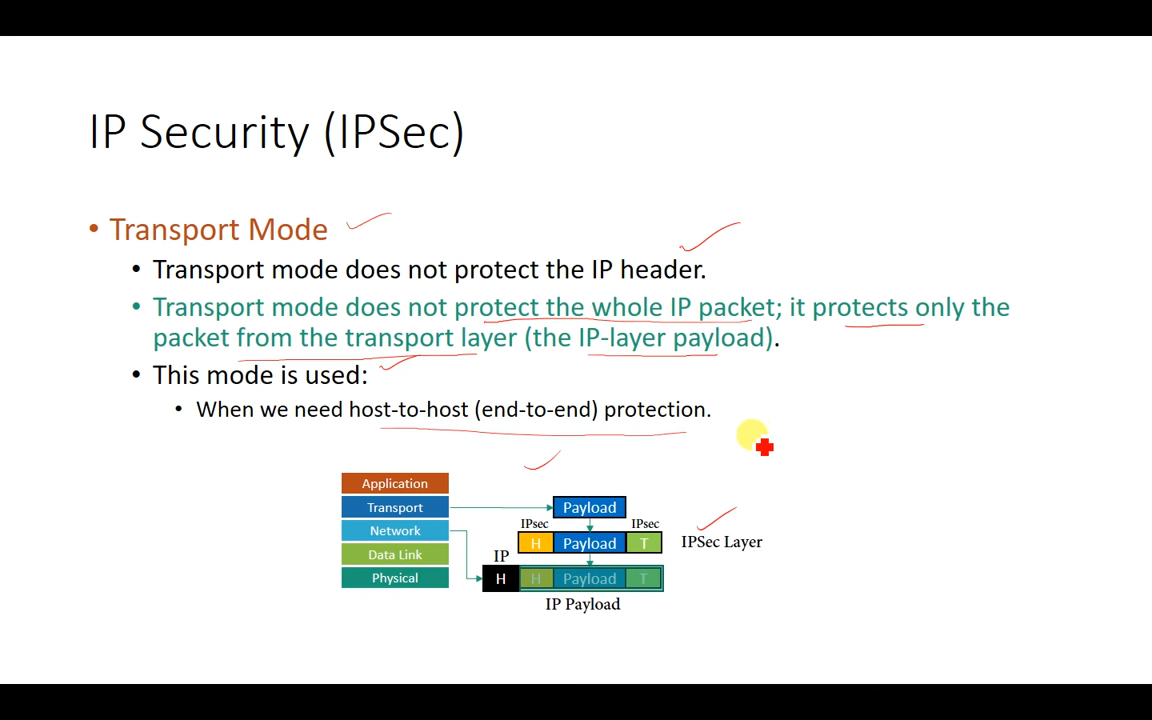 IP Security (IPSec)
• Transport Mode
• Transport mode does not protect the IP header.
• Transport mode does not protect the whole IP packet; it protects only the
packet from the transport layer (the IP-layer payload).
• This mode is used:
• When we need host-to-host (end-to-end) protection.
Application
Transport
Network
Data Link
Physical
Payload
IPsec IPsec
H Payload T
IPSec Layer
IP
H H Payload T
IP Payload